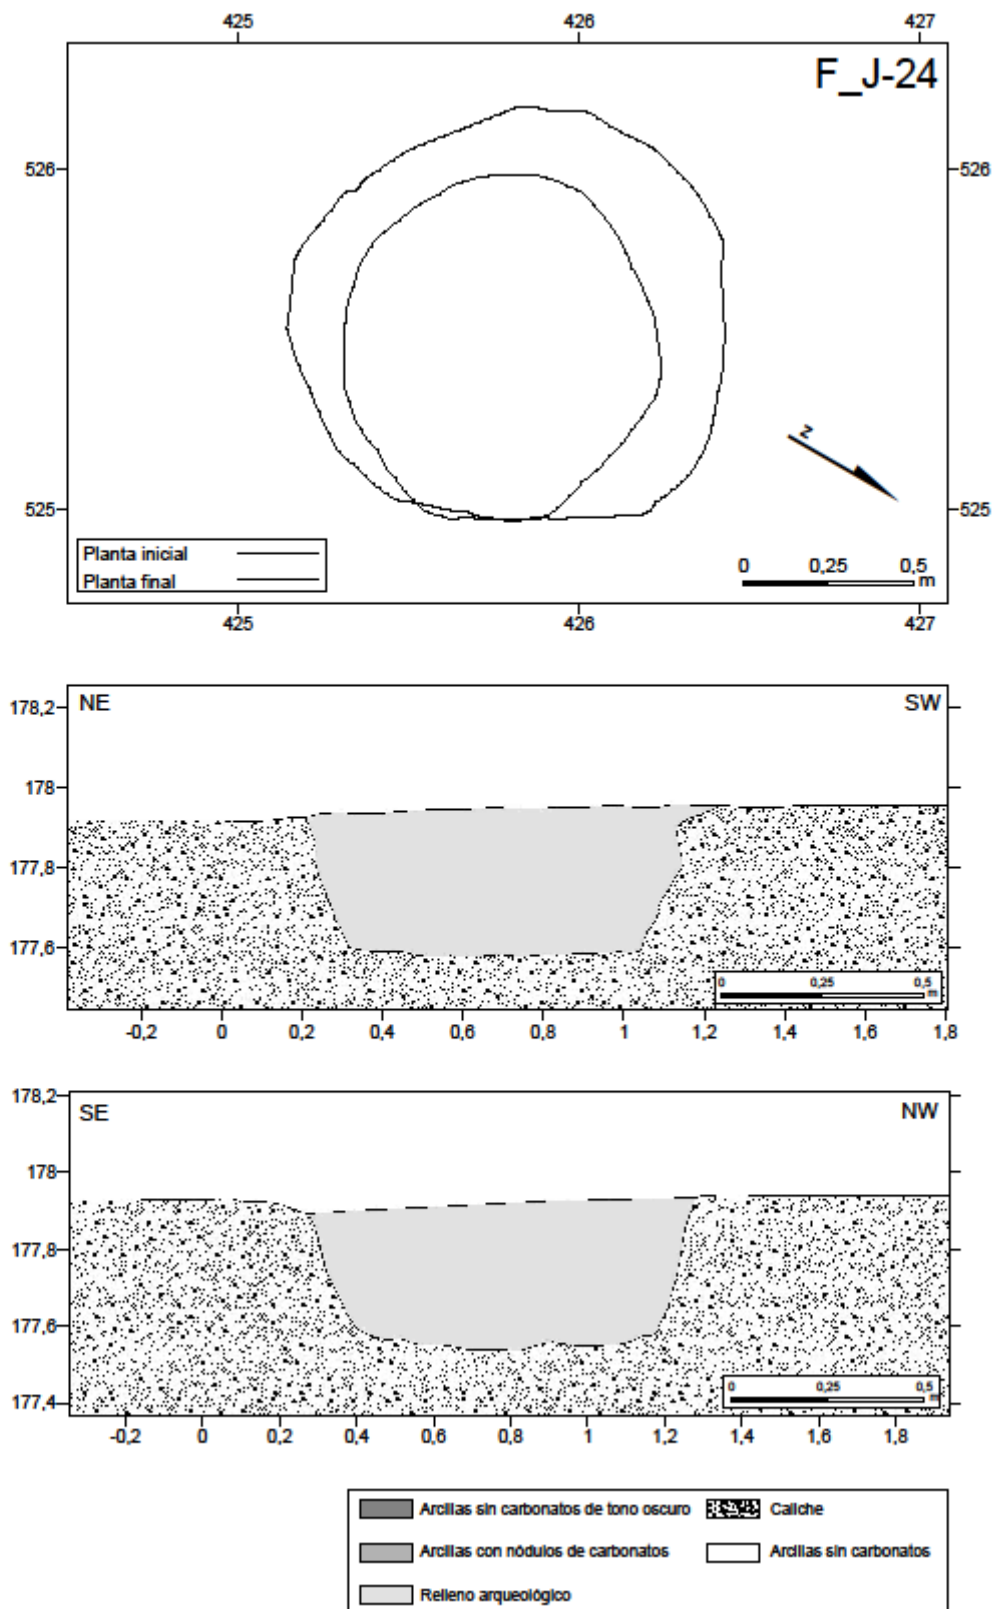 425 426 427
F_J-24
526 526
N
525 525
Planta inicial
Planta final
0 0,25 0,5
m
425 426 427
NE SW
178,2
178
177,8
177,6
0 0,25 0,5
m
-0,2 0 0,2 0,4 0,6 0,8 1 1,2 1,4 1,6 1,8
SE NW
178,2
178
177,8
177,6
177,4
0 0,25 0,5
m
-0,2 0 0,2 0,4 0,6 0,8 1 1,2 1,4 1,6 1,8
Arcillas sin carbonatos de tono oscuro Caliche
Arcillas con nódulos de carbonatos Arcillas sin carbonatos
Relleno arqueológico